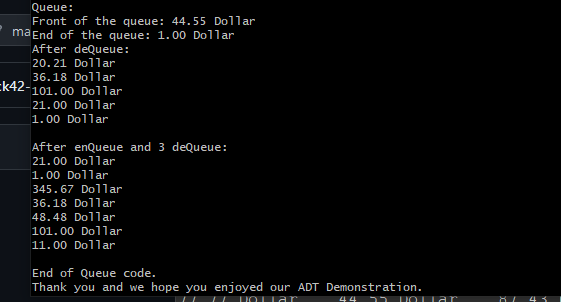 Queue:
Front of the queue: 44.55 Dollar
ma
End of the queue: 1.00 Dollar
After deQueue:
20.21 Dollar
36.18 Dollar
ck42-
101.00 Dollar
21.00 Dollar
1.00 Dollar
After enQueue and 3 deQueue:
21.00 Dollar
1.00 Dollar
345.67 Dollar
36.18 Dollar
48.48 Dollar
101.00 Dollar
11.00 Dollar
End of Queue code.
Thank you and we hope you enjoyed our ADT Demonstration.